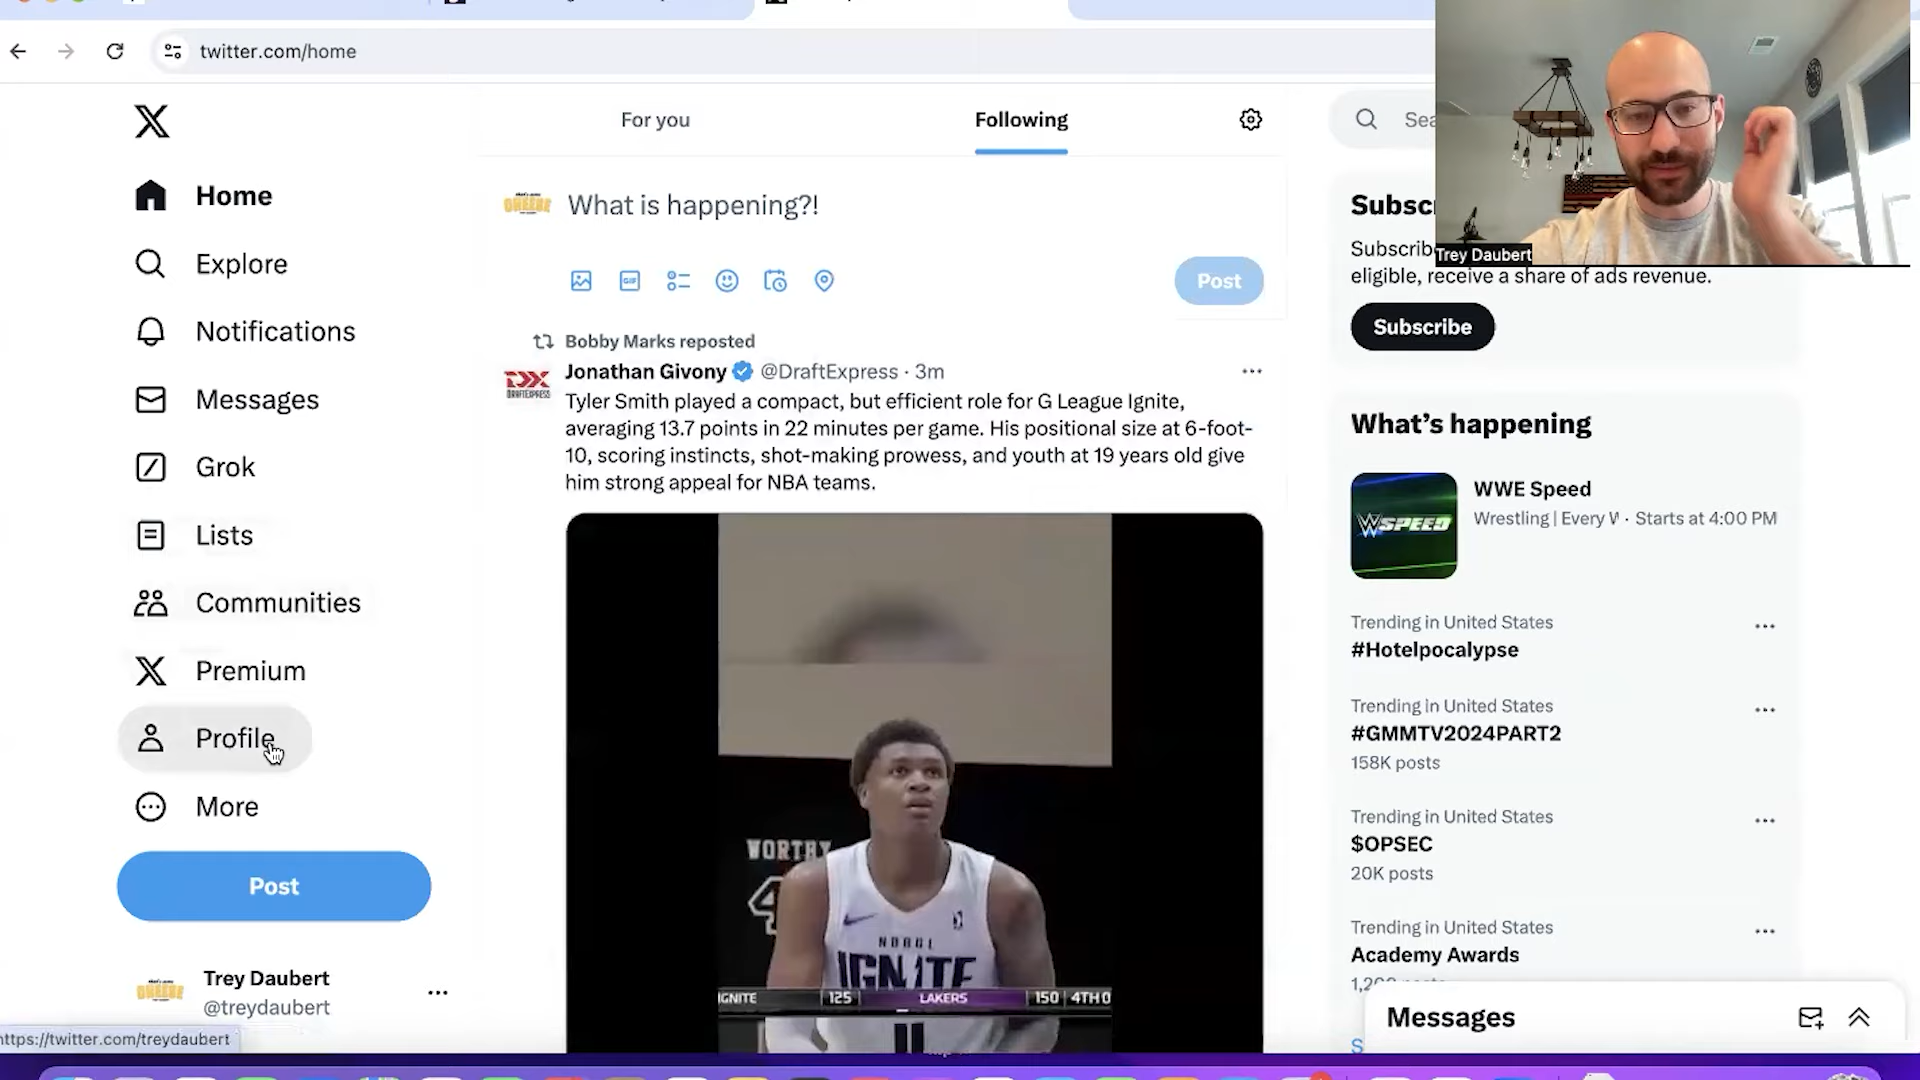 twitter.com/home
For you
Following
Home
Explore
Notifications
Messages
Grok
Lists
Communities
Premium
Profile
More
Post
Trey Daubert
@treydaubert
https://twitter.com/treydaubert
CHEESE
What is happening?!
GIF
Post
Bobby Marks reposted
DRAFTEXPRESS
Jonathan Givony @DraftExpress · 3m
Tyler Smith played a compact, but efficient role for G League Ignite,
averaging 13.7 points in 22 minutes per game. His positional size at 6-foot-
10, scoring instincts, shot-making prowess, and youth at 19 years old give
him strong appeal for NBA teams.
WORTHY
IGNITE
IGNITE 125 LAKERS 150 4TH
Trey Daubert
eligible, receive a share of ads revenue.
Subscribe
What's happening
SPEED
WWE Speed
Wrestling | Every · Starts at 4:00 PM
Trending in United States
#Hotelpocalypse
Trending in United States
#GMMTV2024PART2
158K posts
Trending in United States
$OPSEC
20K posts
Trending in United States
Academy Awards
Messages